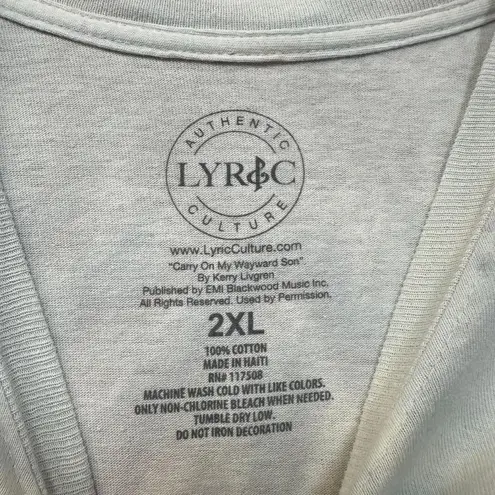 AUTHENTIC
LYRIC
CULTURE
www.LyricCulture.com
"Carry On My Wayward Son"
By Kerry Livgren
Published by EMI Blackwood Music Inc.
All Rights Reserved. Used by Permission.
2XL
100% COTTON
MADE IN HAITI
RN# 117508
MACHINE WASH COLD WITH LIKE COLORS.
ONLY NON-CHLORINE BLEACH WHEN NEEDED.
TUMBLE DRY LOW.
DO NOT IRON DECORATION